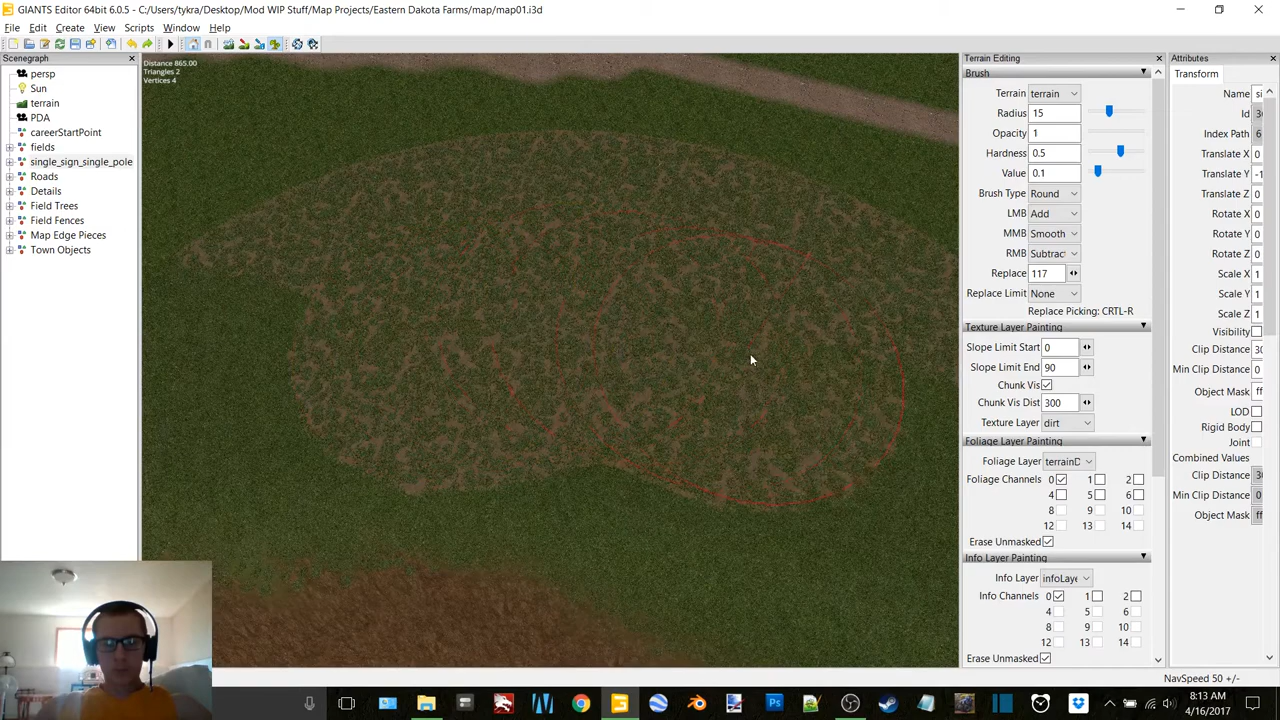 GIANTS Editor 64bit 6.0.5 - C:/Users/tykra/Desktop/Mod WIP Stuff/Map Projects/Eastern Dakota Farms/map/map01.i3d
File Edit Create View Scripts Window Help
Scenegraph
persp
Sun
terrain
PDA
careerStartPoint
fields
single_sign_single_pole
Roads
Details
Field Trees
Field Fences
Map Edge Pieces
Town Objects
Distance 865.00
Triangles 2
Vertices 4
Terrain Editing
Brush
Terrain terrain
Radius 15
Opacity 1
Hardness 0.5
Value 0.1
Brush Type Round
LMB Add
MMB Smooth
RMB Subtrac
Replace 117
Replace Limit None
Replace Picking: CRTL-R
Texture Layer Painting
Slope Limit Start 0
Slope Limit End 90
Chunk Vis
Chunk Vis Dist 300
Texture Layer dirt
Foliage Layer Painting
Foliage Layer terrainD
Foliage Channels 0 1 2
4 5 6
8 9 10
12 13 14
Erase Unmasked
Info Layer Painting
Info Layer infoLaye
Info Channels 0 1 2
4 5 6
8 9 10
12 13 14
Erase Unmasked
Attributes
Transform
Name si
Id 3
Index Path 6
Translate X 0
Translate Y -1
Translate Z 0
Rotate X 0
Rotate Y 0
Rotate Z 0
Scale X 1
Scale Y 1
Scale Z 1
Visibility
Clip Distance 30
Min Clip Distance 0
Object Mask ff
LOD
Rigid Body
Joint
Combined Values
Clip Distance 30
Min Clip Distance 0
Object Mask ff
NavSpeed 50 +/-
8:13 AM
4/16/2017